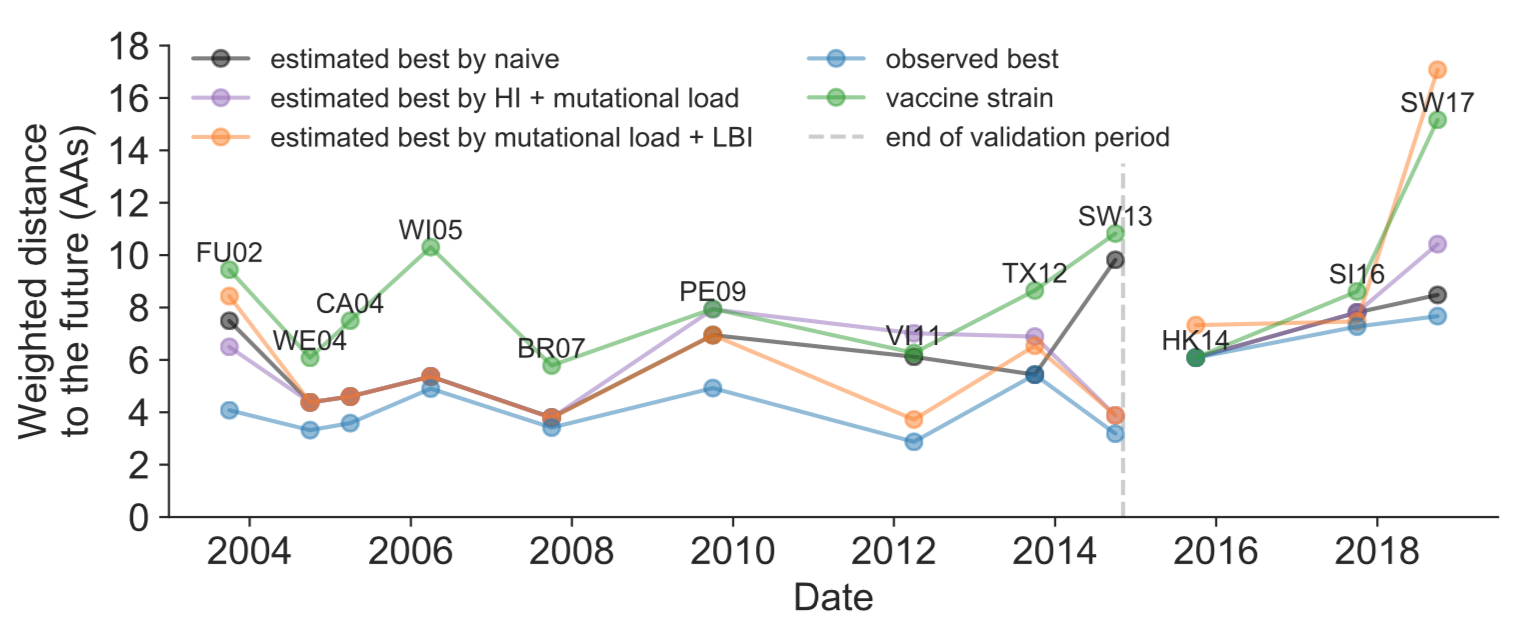 Weighted distance
to the future (AAs)
18
16
14
12
10
8
6
4
2
0
estimated best by naive
estimated best by HI + mutational load
estimated best by mutational load + LBI
observed best
vaccine strain
end of validation period
FU02
WE04
CA04
WI05
BR07
PE09
VI11
TX12
SW13
HK14
SI16
SW17
2004
2006
2008
2010
2012
2014
2016
2018
Date